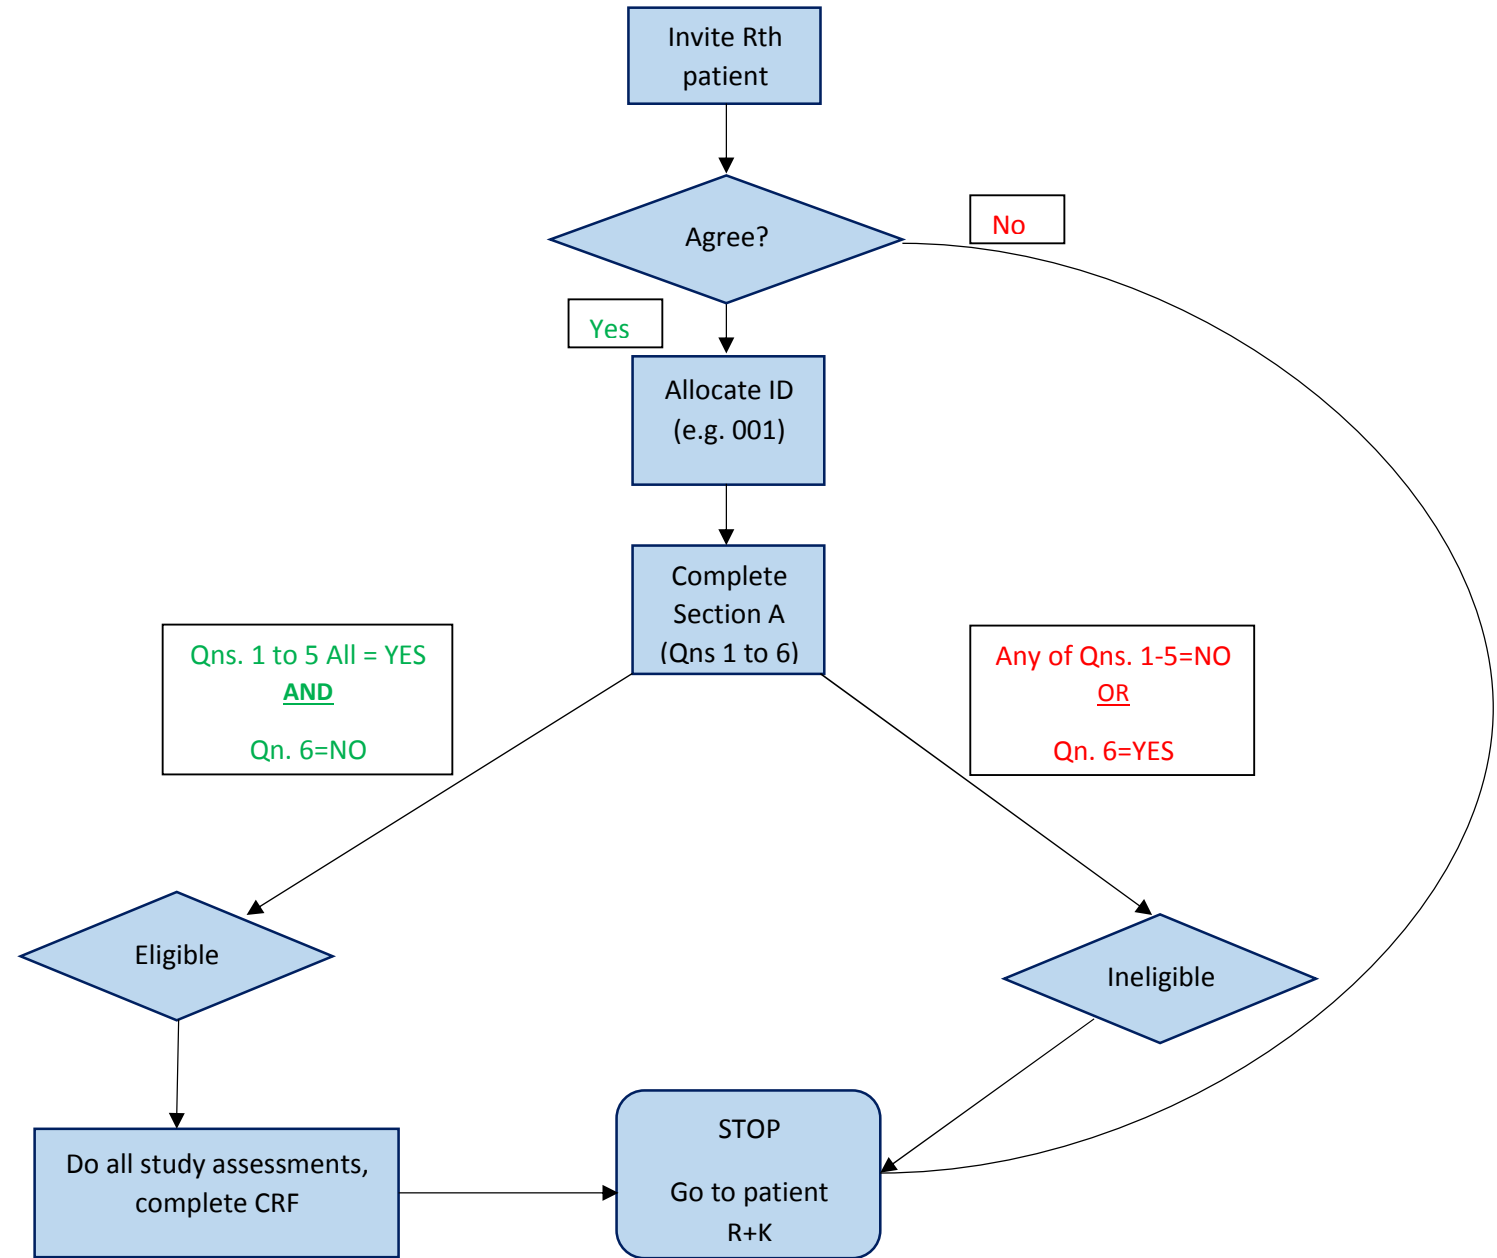 Invite Rth
patient
Agree?
No
Yes
Allocate ID
(e.g. 001)
Complete
Section A
(Qns 1 to 6)
Qns. 1 to 5 All = YES
AND
Qn. 6=NO
Any of Qns. 1-5=NO
OR
Qn. 6=YES
Eligible
Ineligible
Do all study assessments,
complete CRF
STOP
Go to patient
R+K